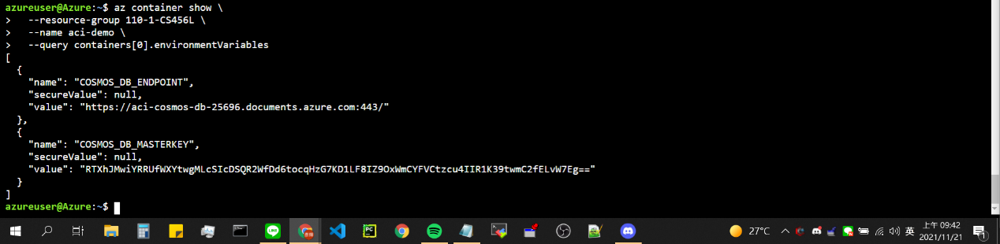 azureuser@Azure:~$ az container show \
>   --resource-group 110-1-CS456L \
>   --name aci-demo \
>   --query containers[0].environmentVariables
[
  {
    "name": "COSMOS_DB_ENDPOINT",
    "secureValue": null,
    "value": "https://aci-cosmos-db-25696.documents.azure.com:443/"
  },
  {
    "name": "COSMOS_DB_MASTERKEY",
    "secureValue": null,
    "value": "RTXhJMwiYRRUfWXYtwgMLcSIcDSQR2WfDd6tocqHzG7KD1LF8IZ9OxWmCYFVCtzcu4IIR1K39twmC2fELvW7Eg=="
  }
]
azureuser@Azure:~$
27°C
英
上午 09:42
2021/11/21
1